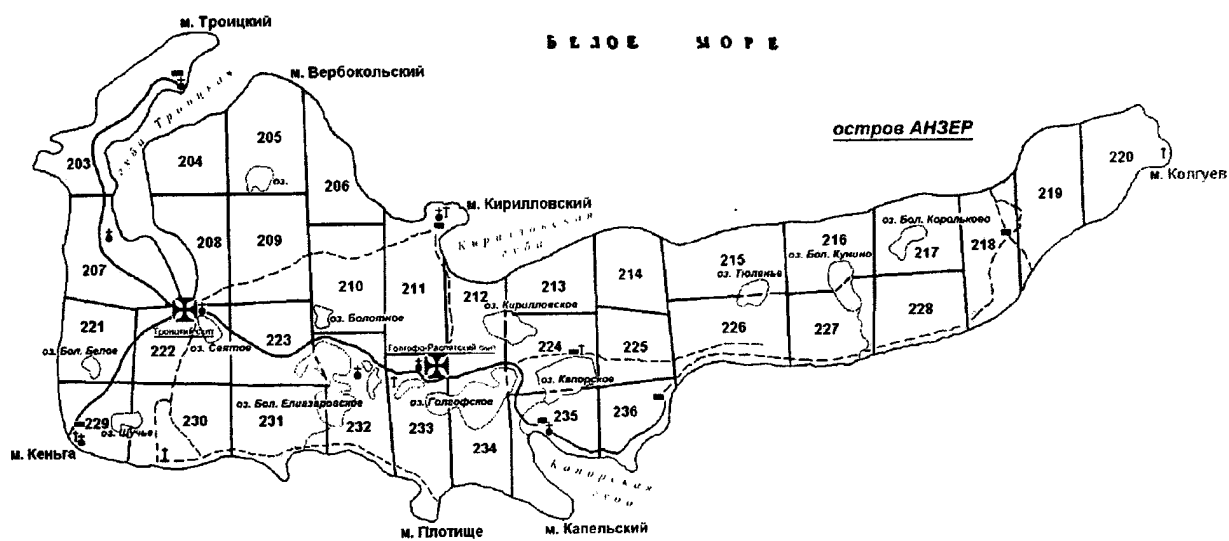 м. Троицкий
БЕЛОЕ МОРЕ
м. Вербокольский
губа Троицкая
остров АНЗЕР
203
204
205
оз.
206
219
220
м. Колгуев
м. Кирилловский
Кирилловская
губа
207
208
209
210
211
212
213
214
215
216
оз. Бол. Корольково
217
218
оз. Бол. Кумино
оз. Тюленье
оз. Кирилловское
оз. Болотное
221
222
Троицкий скит
оз. Святое
223
Голгофо-Распятский скит
224
225
226
227
228
оз. Бол. Белое
оз. Капорское
оз. Бол. Елиазаровское
оз. Голгофское
229
оз. Щучье
230
231
232
233
234
235
236
м. Кеньга
Капорская
губа
м. Плотище
м. Капельский